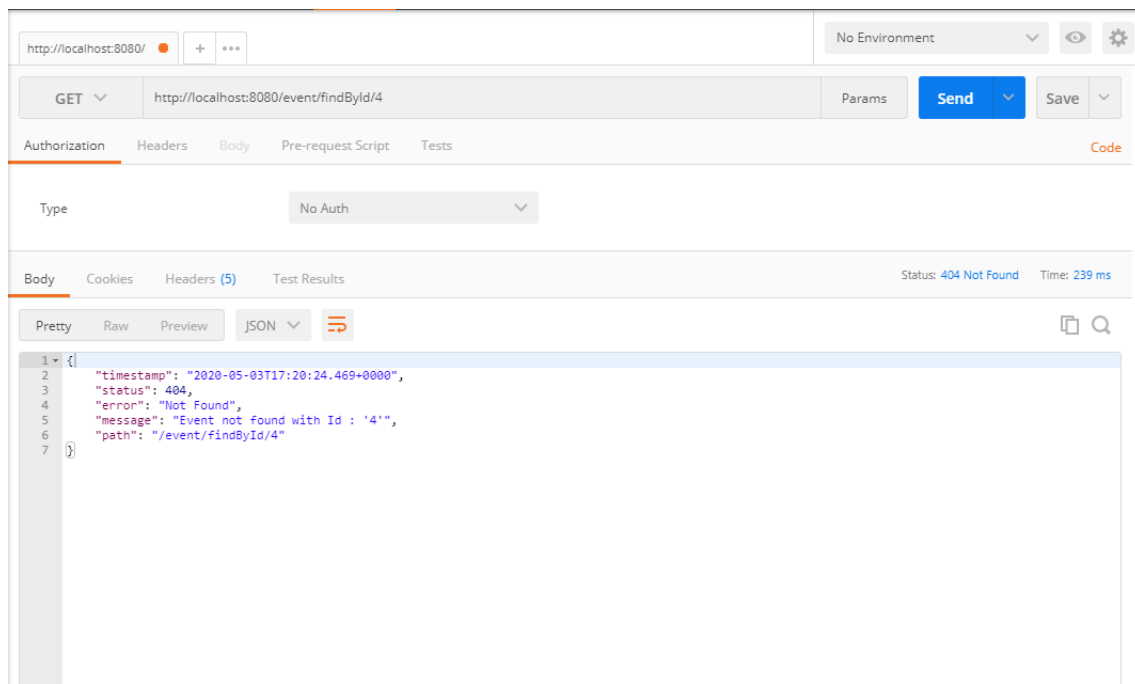 http://localhost:8080/
+
•••
No Environment
GET http://localhost:8080/event/findById/4 Params Send Save
Authorization Headers Body Pre-request Script Tests Code
Type No Auth
Body Cookies Headers (5) Test Results Status: 404 Not Found Time: 239 ms
Pretty Raw Preview JSON
1 {
2 "timestamp": "2020-05-03T17:20:24.469+0000",
3 "status": 404,
4 "error": "Not Found",
5 "message": "Event not found with Id : '4'",
6 "path": "/event/findById/4"
7 }